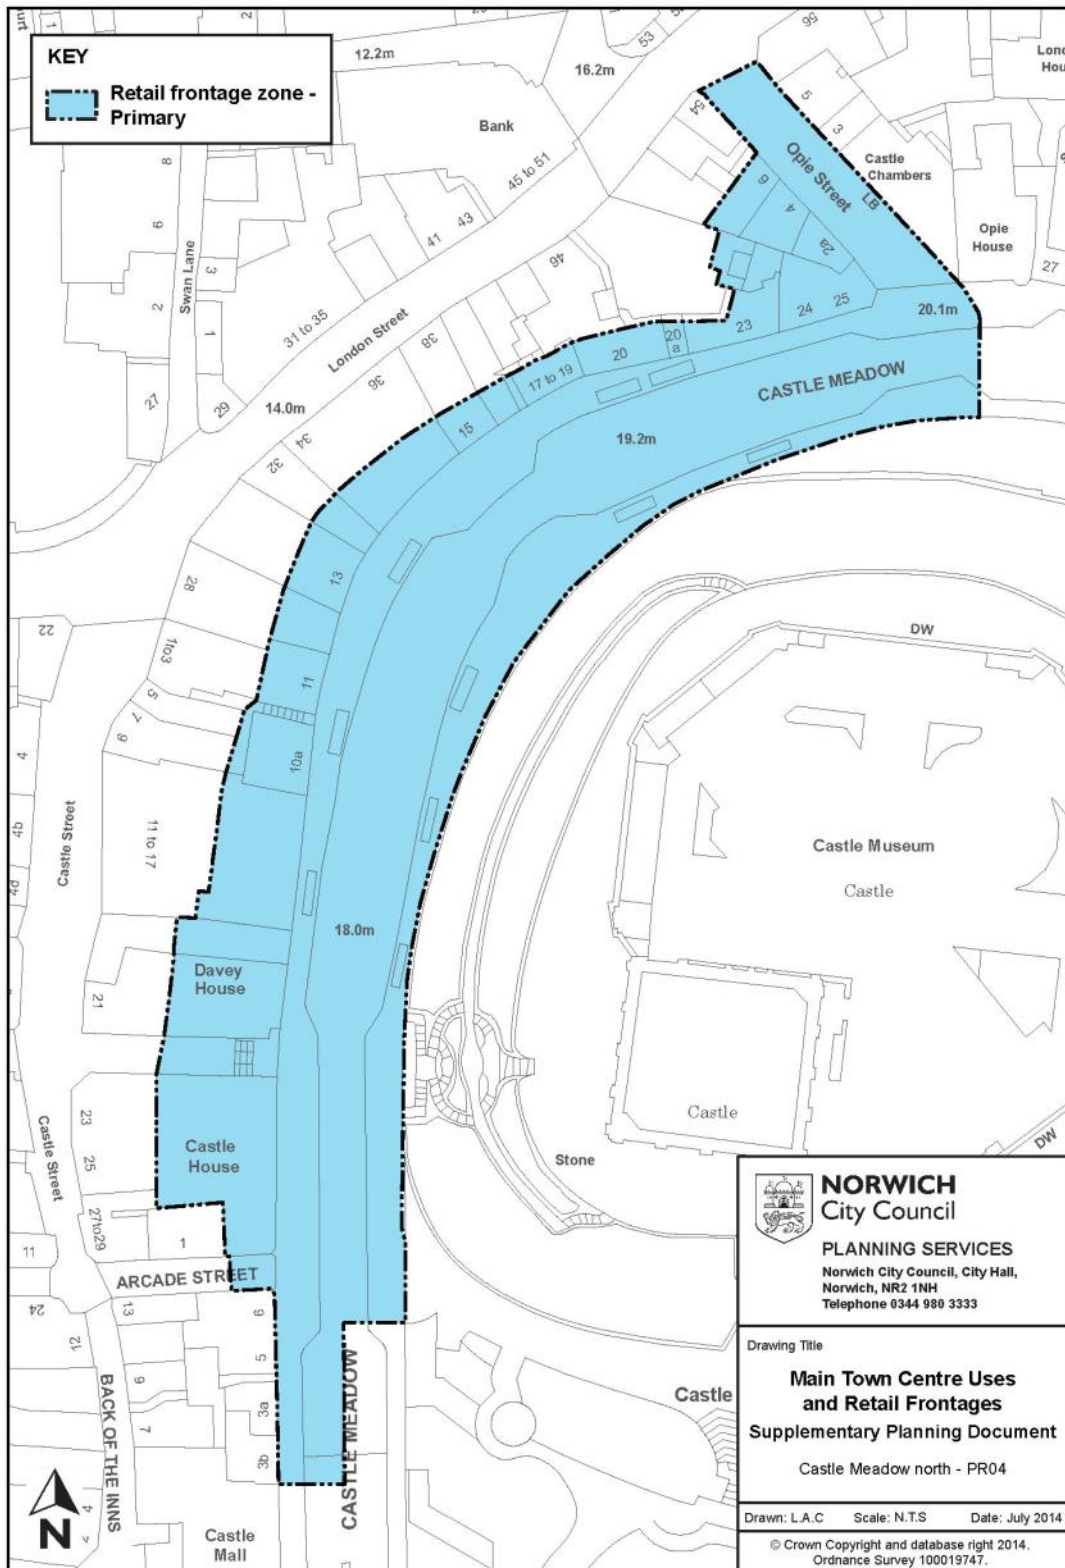 KEY
Retail frontage zone -
Primary
12.2m
16.2m
53
56
54
5
3
Bank
45 to 51
43
41
31 to 35
London Street
46
38
36
34
32
14.0m
8
6
2
Swan Lane
3
1
27
29
28
22
1to3
5
7
9
Opie Street
Castle
Chambers
LB
Opie
House
27
6
4
2a
20.1m
25
24
23
20
a
20
17 to 19
15
CASTLE MEADOW
19.2m
13
11
10a
4
4b
4d
Castle Street
11 to 17
DW
Castle Museum
Castle
18.0m
Davey
House
21
Castle
Stone
DW
Castle Street
23
25
Castle
House
27to29
1
11
ARCADE STREET
24
13
12
9
7
6
5
3a
3b
BACK OF THE INNS
CASTLE MEADOW
Castle
4
Castle
Mall
N
NORWICH
City Council
PLANNING SERVICES
Norwich City Council, City Hall,
Norwich, NR2 1NH
Telephone 0344 980 3333
Drawing Title
Main Town Centre Uses
and Retail Frontages
Supplementary Planning Document
Castle Meadow north - PR04
Drawn: L.A.C Scale: N.T.S Date: July 2014
© Crown Copyright and database right 2014.
Ordnance Survey 100019747.